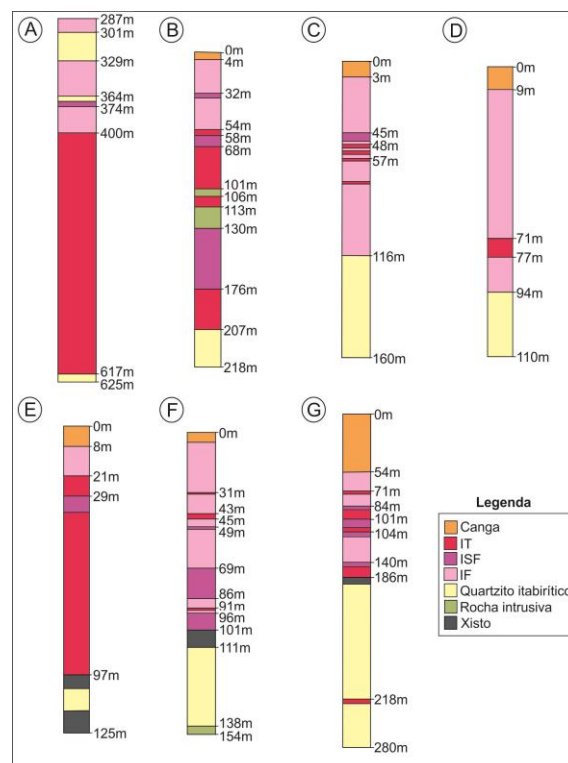 A
287m
301m
329m
364m
374m
400m
617m
625m
B
0m
4m
32m
54m
58m
68m
101m
106m
113m
130m
176m
207m
218m
C
0m
3m
45m
48m
57m
116m
160m
D
0m
9m
71m
77m
94m
110m
E
0m
8m
21m
29m
97m
125m
F
0m
31m
43m
45m
49m
69m
86m
91m
96m
101m
111m
138m
154m
G
0m
54m
71m
84m
101m
104m
140m
186m
218m
280m
Legenda
Canga
IT
ISF
IF
Quartzito itabirítico
Rocha intrusiva
Xisto